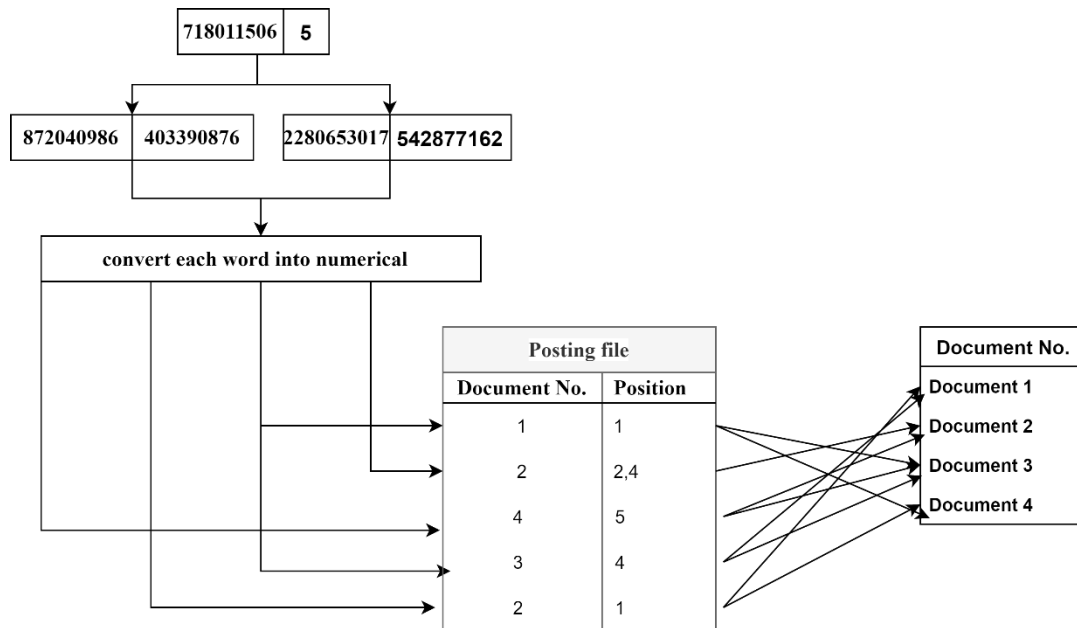 718011506 5
872040986 403390876 2280653017 542877162
convert each word into numerical
Posting file
Document No. Position
1 1
2 2,4
4 5
3 4
2 1
Document No.
Document 1
Document 2
Document 3
Document 4